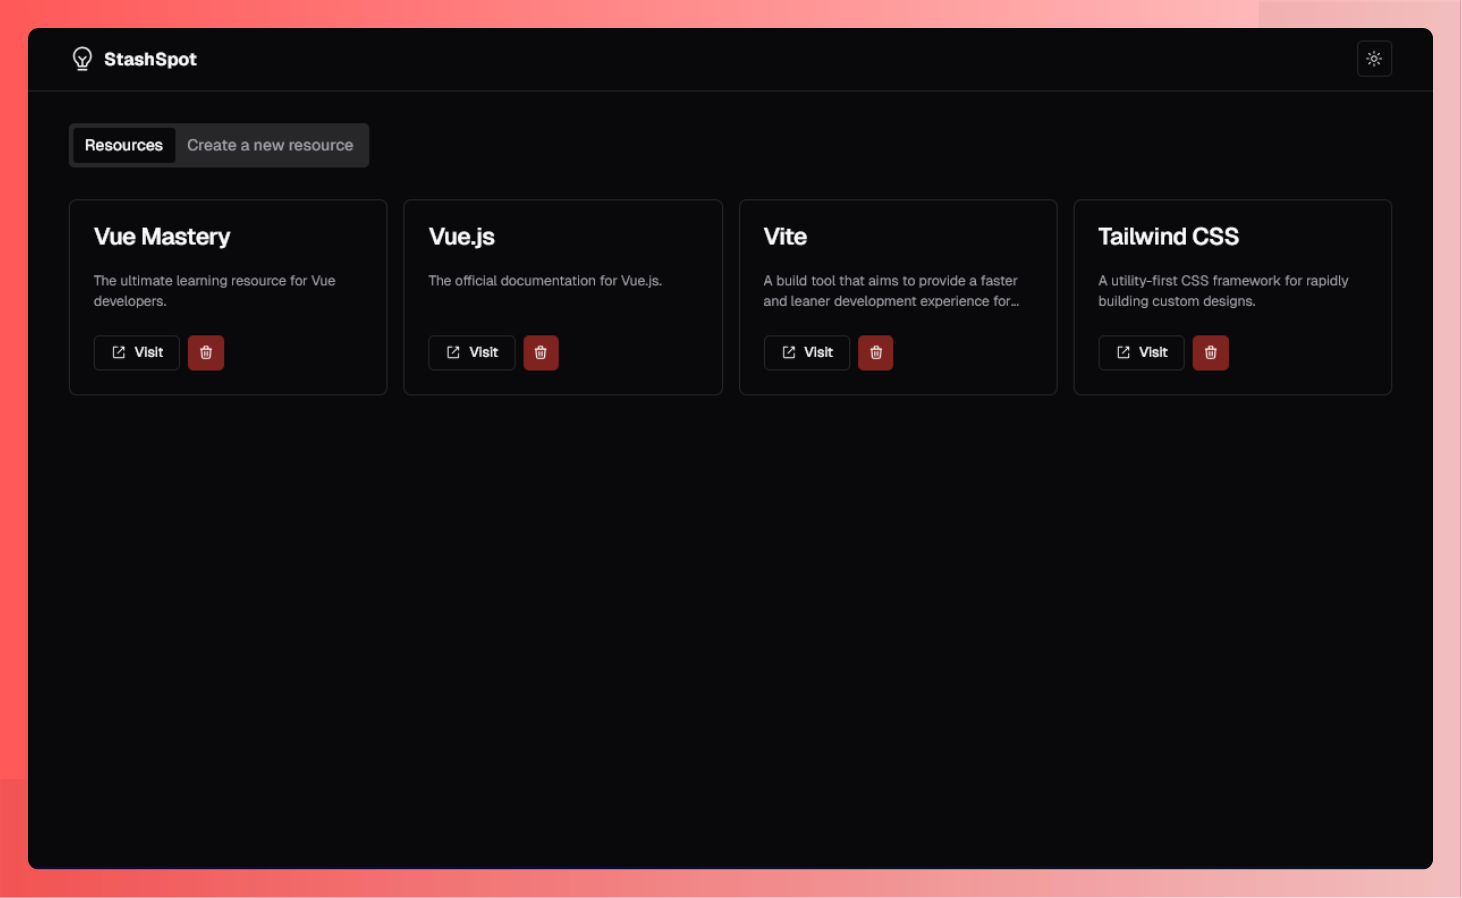 StashSpot
Resources
Create a new resource
Vue Mastery
The ultimate learning resource for Vue
developers.
Visit
Vue.js
The official documentation for Vue.js.
Visit
Vite
A build tool that aims to provide a faster
and leaner development experience for…
Visit
Tailwind CSS
A utility-first CSS framework for rapidly
building custom designs.
Visit